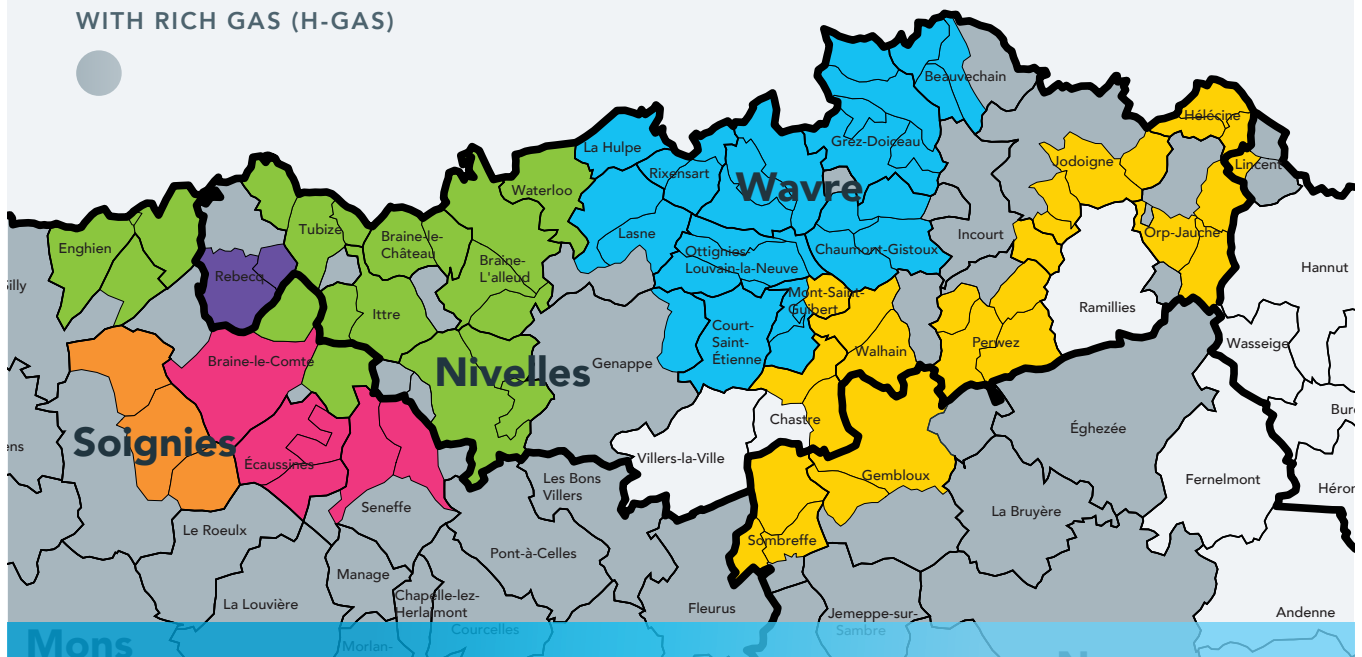 WITH RICH GAS (H-GAS)
Beauvechain
Hélécine
La Hulpe
Grez-Doiceau
Jodoigne
Lincent
Rixensart
Waterloo
Wavre
Tubize
Lasne
Incourt
Orp-Jauche
Enghien
Braine-le-
Château
Braine-
L'alleud
Ottignies-
Louvain-la-Neuve
Chaumont-Gistoux
Hannut
Rebecq
Silly
Mont-Saint-
Guibert
Ramillies
Ittre
Court-
Saint-
Étienne
Walhain
Perwez
Wasseige
Braine-le-Comte
Nivelles
Genappe
Chastre
Éghezée
Soignies
Villers-la-Ville
Écaussines
Gembloux
Fernelmont
Les Bons
Villers
Seneffe
La Bruyère
Le Roeulx
Sombreffe
Pont-à-Celles
Manage
La Louvière
Chapelle-lez-
Herlaimont
Fleurus
Jemeppe-sur-
Sambre
Andenne
Courcelles
Mons
Morlan-